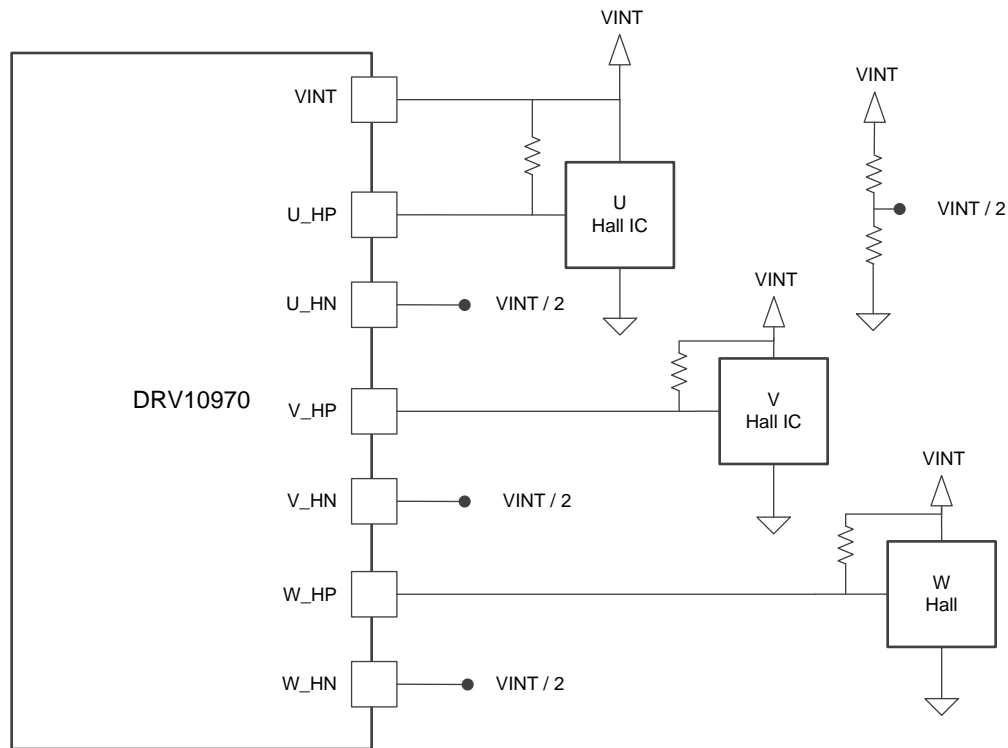 VINT
VINT
VINT
U_HP
U
Hall IC
VINT / 2
U_HN
VINT / 2
VINT
DRV10970
V_HP
V
Hall IC
VINT
V_HN
VINT / 2
W_HP
W
Hall
W_HN
VINT / 2